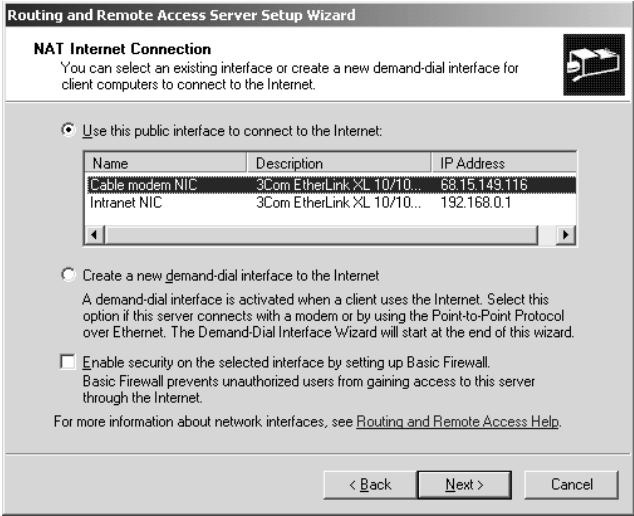 Routing and Remote Access Server Setup Wizard
NAT Internet Connection
You can select an existing interface or create a new demand-dial interface for
client computers to connect to the Internet.
Use this public interface to connect to the Internet:
Name Description IP Address
Cable modem NIC 3Com EtherLink XL 10/10... 68.15.149.116
Intranet NIC 3Com EtherLink XL 10/10... 192.168.0.1
Create a new demand-dial interface to the Internet
A demand-dial interface is activated when a client uses the Internet. Select this
option if this server connects with a modem or by using the Point-to-Point Protocol
over Ethernet. The Demand-Dial Interface Wizard will start at the end of this wizard.
Enable security on the selected interface by setting up Basic Firewall.
Basic Firewall prevents unauthorized users from gaining access to this server
through the Internet.
For more information about network interfaces, see Routing and Remote Access Help.
< Back Next > Cancel